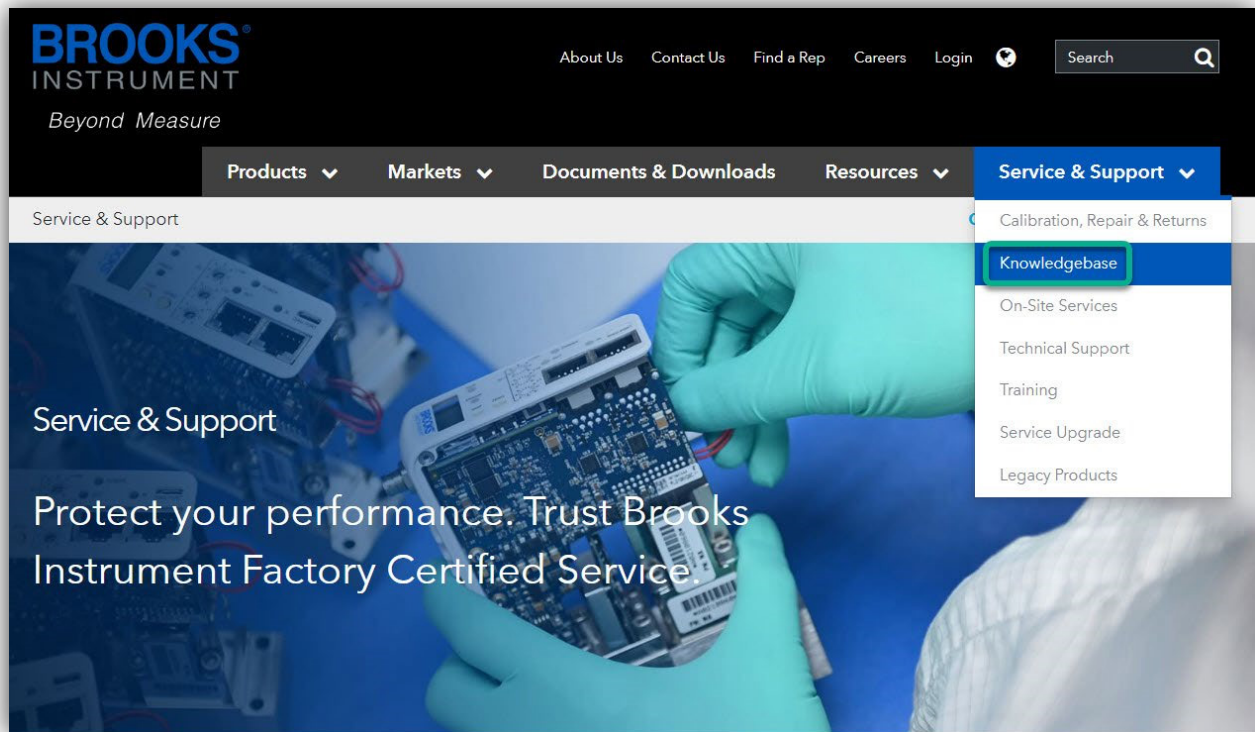 BROOKS®
INSTRUMENT
Beyond Measure
About Us Contact Us Find a Rep Careers Login Search
Products Markets Documents & Downloads Resources Service & Support
Service & Support
Calibration, Repair & Returns
Knowledgebase
On-Site Services
Technical Support
Training
Service Upgrade
Legacy Products
Service & Support
Protect your performance. Trust Brooks
Instrument Factory Certified Service.
BROOKS